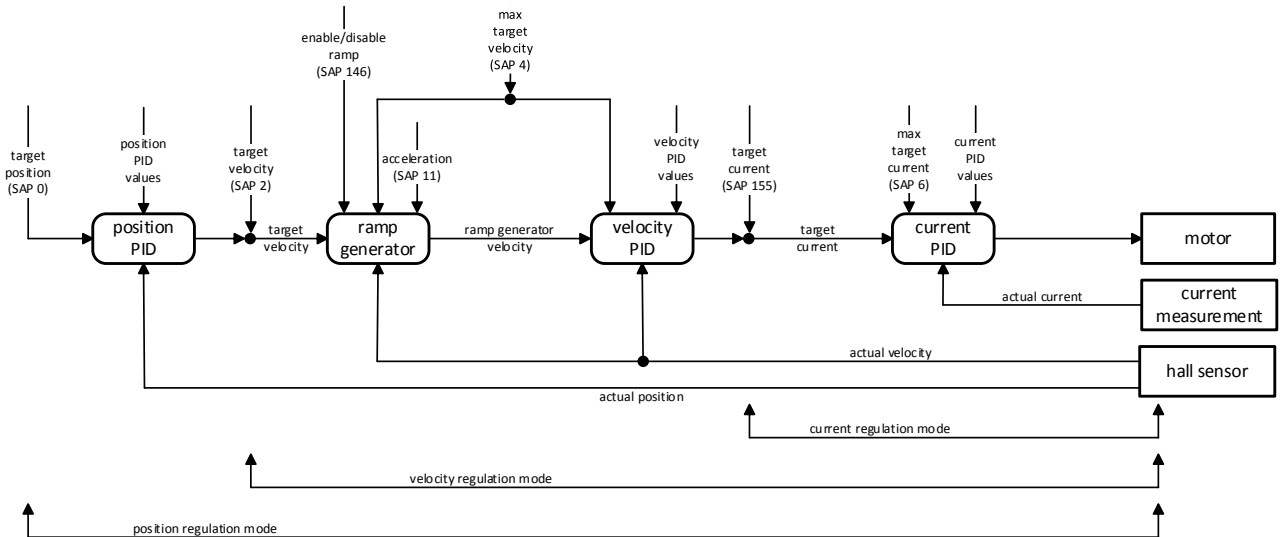 max
target
velocity
(SAP 4)
enable/disable
ramp
(SAP 146)
target
position
(SAP 0)
position
PID
values
target
velocity
(SAP 2)
acceleration
(SAP 11)
velocity
PID
values
target
current
(SAP 155)
max
target
current
(SAP 6)
current
PID
values
position
PID
target
velocity
ramp
generator
ramp generator
velocity
velocity
PID
target
current
current
PID
motor
actual current
current
measurement
actual velocity
hall sensor
actual position
current regulation mode
velocity regulation mode
position regulation mode